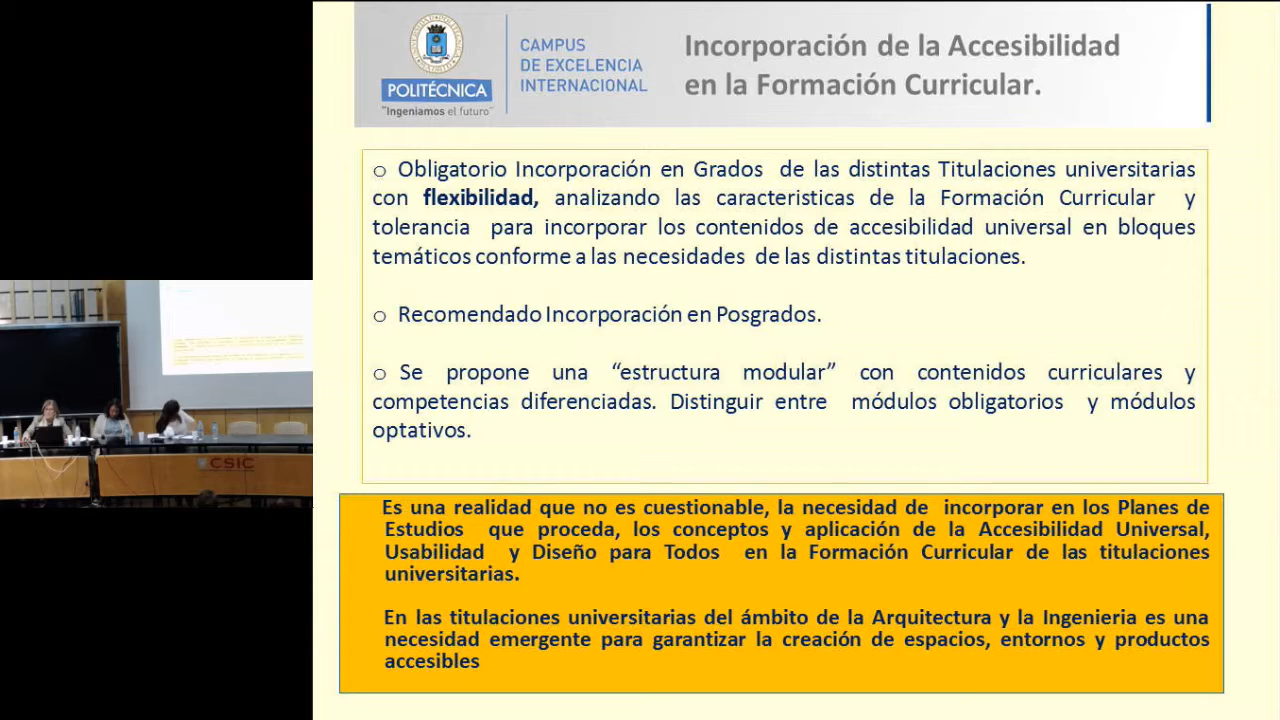 CAMPUS
DE EXCELENCIA
INTERNACIONAL
POLITÉCNICA
"Ingeniamos el futuro"
Incorporación de la Accesibilidad
en la Formación Curricular.
o Obligatorio Incorporación en Grados de las distintas Titulaciones universitarias
con flexibilidad, analizando las caracteristicas de la Formación Curricular y
tolerancia para incorporar los contenidos de accesibilidad universal en bloques
temáticos conforme a las necesidades de las distintas titulaciones.
o Recomendado Incorporación en Posgrados.
o Se propone una “estructura modular” con contenidos curriculares y
competencias diferenciadas. Distinguir entre módulos obligatorios y módulos
optativos.
Es una realidad que no es cuestionable, la necesidad de incorporar en los Planes de
Estudios que proceda, los conceptos y aplicación de la Accesibilidad Universal,
Usabilidad y Diseño para Todos en la Formación Curricular de las titulaciones
universitarias.
En las titulaciones universitarias del ámbito de la Arquitectura y la Ingenieria es una
necesidad emergente para garantizar la creación de espacios, entornos y productos
accesibles
CSIC